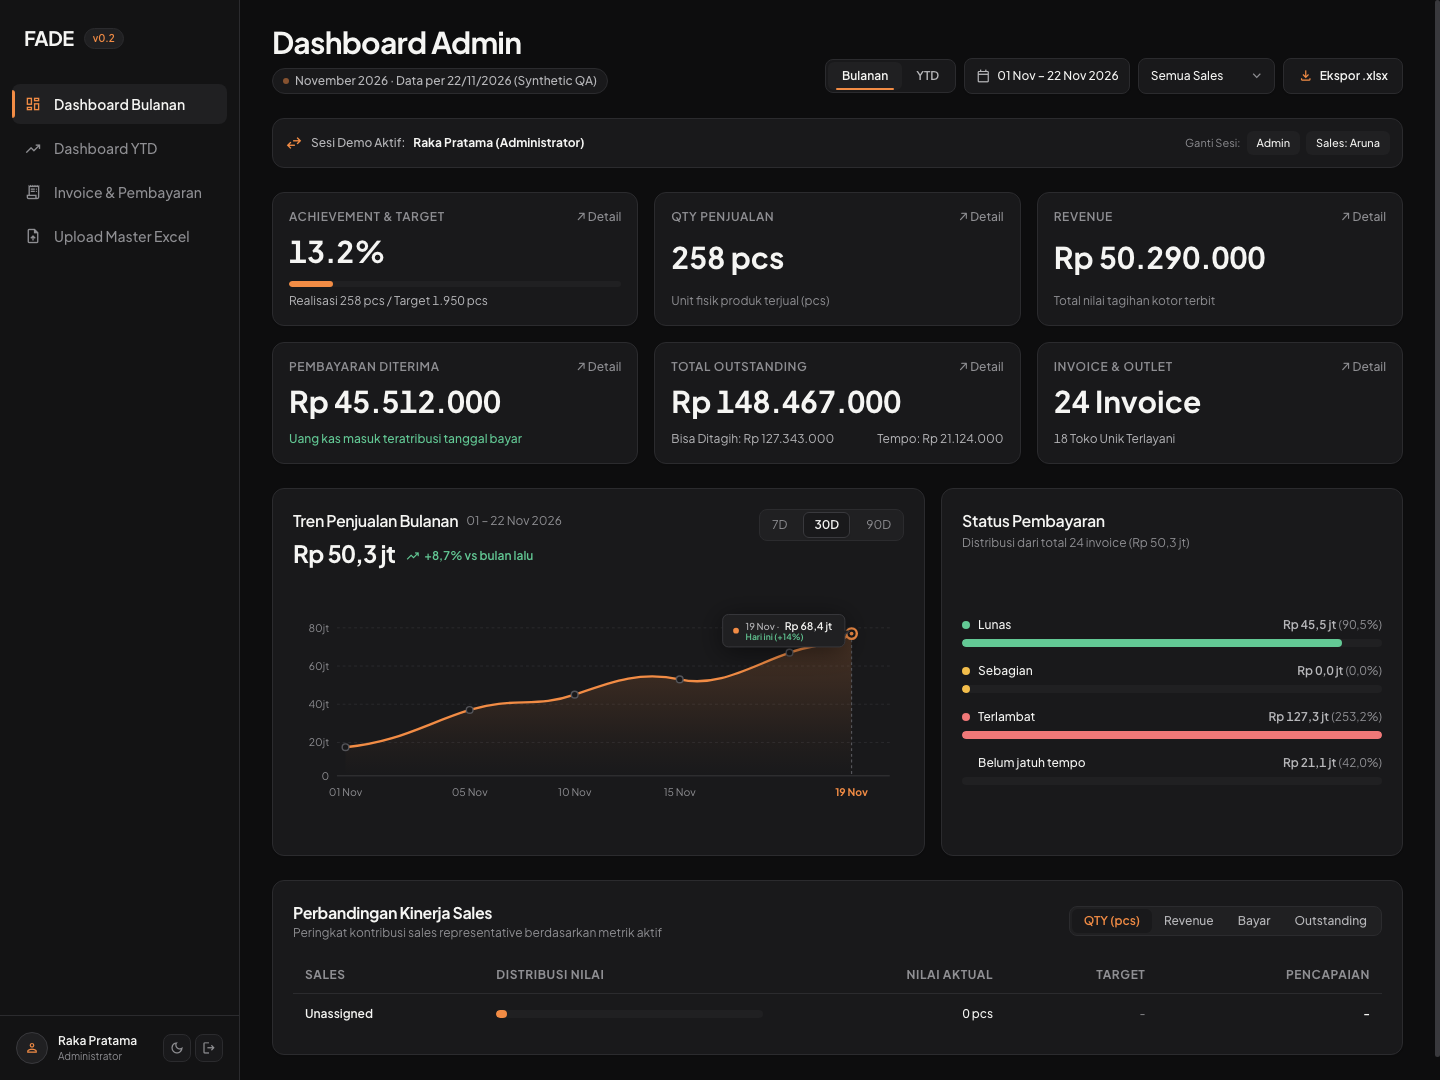 FADE v0.2
Dashboard Bulanan
Dashboard YTD
Invoice & Pembayaran
Upload Master Excel
Raka Pratama
Administrator
Dashboard Admin
November 2026 · Data per 22/11/2026 (Synthetic QA)
Bulanan YTD 01 Nov – 22 Nov 2026 Semua Sales Ekspor .xlsx
Sesi Demo Aktif: Raka Pratama (Administrator) Ganti Sesi: Admin Sales: Aruna
ACHIEVEMENT & TARGET Detail
13.2%
Realisasi 258 pcs / Target 1.950 pcs
QTY PENJUALAN Detail
258 pcs
Unit fisik produk terjual (pcs)
REVENUE Detail
Rp 50.290.000
Total nilai tagihan kotor terbit
PEMBAYARAN DITERIMA Detail
Rp 45.512.000
Uang kas masuk teratribusi tanggal bayar
TOTAL OUTSTANDING Detail
Rp 148.467.000
Bisa Ditagih: Rp 127.343.000 Tempo: Rp 21.124.000
INVOICE & OUTLET Detail
24 Invoice
18 Toko Unik Terlayani
Tren Penjualan Bulanan 01 – 22 Nov 2026 7D 30D 90D
Rp 50,3 jt +8,7% vs bulan lalu
80jt
60jt
40jt
20jt
0
19 Nov · Rp 68,4 jt
Hari ini (+14%)
01 Nov 05 Nov 10 Nov 15 Nov 19 Nov
Status Pembayaran
Distribusi dari total 24 invoice (Rp 50,3 jt)
Lunas Rp 45,5 jt (90,5%)
Sebagian Rp 0,0 jt (0,0%)
Terlambat Rp 127,3 jt (253,2%)
Belum jatuh tempo Rp 21,1 jt (42,0%)
Perbandingan Kinerja Sales
Peringkat kontribusi sales representative berdasarkan metrik aktif
QTY (pcs) Revenue Bayar Outstanding
SALES DISTRIBUSI NILAI NILAI AKTUAL TARGET PENCAPAIAN
Unassigned 0 pcs - -